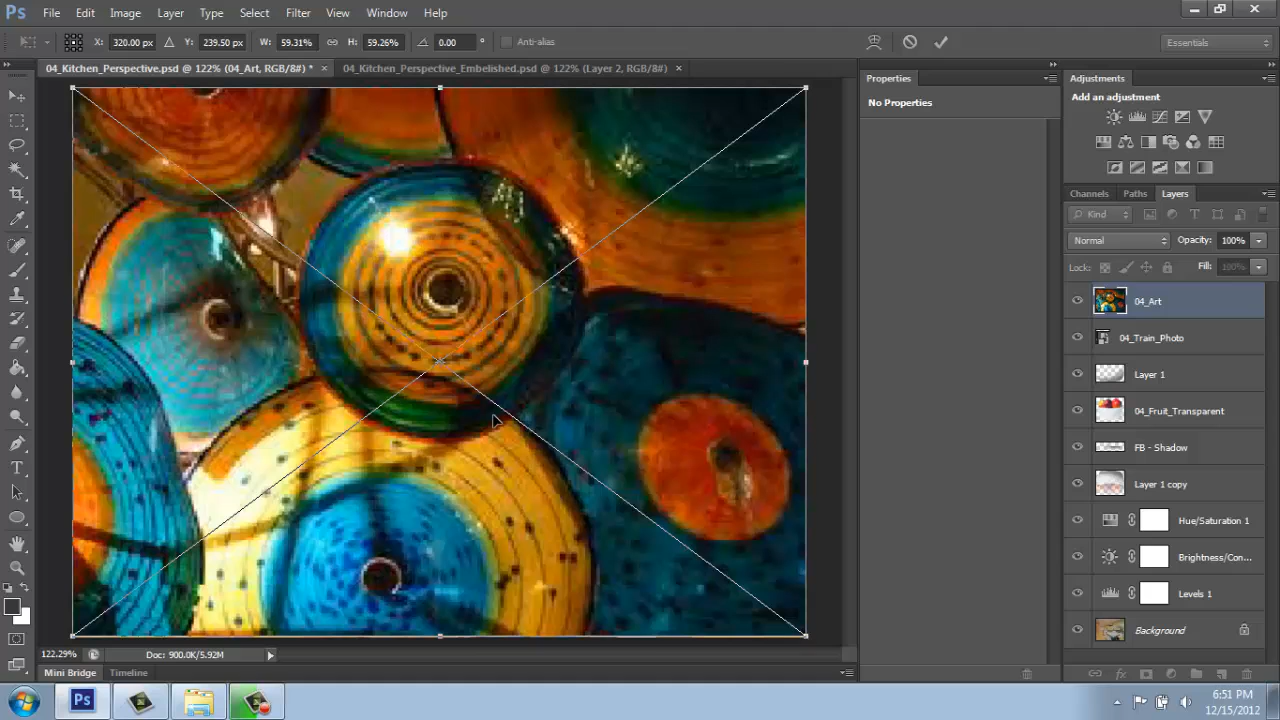 Ps File Edit Image Layer Type Select Filter View Window Help
X: 320.00 px Y: 239.50 px W: 59.31% H: 59.26% 0.00 ° Anti-alias Essentials
04_Kitchen_Perspective.psd @ 122% (04_Art, RGB/8#) * × 04_Kitchen_Perspective_Embelished.psd @ 122% (Layer 2, RGB/8#) ×
Properties
No Properties
Adjustments
Add an adjustment
Channels Paths Layers
Kind
Normal Opacity: 100%
Lock: Fill: 100%
04_Art
04_Train_Photo
Layer 1
04_Fruit_Transparent
FB - Shadow
Layer 1 copy
Hue/Saturation 1
Brightness/Con...
Levels 1
Background
122.29% Doc: 900.0K/5.92M
Mini Bridge Timeline
Ps
6:51 PM
12/15/2012